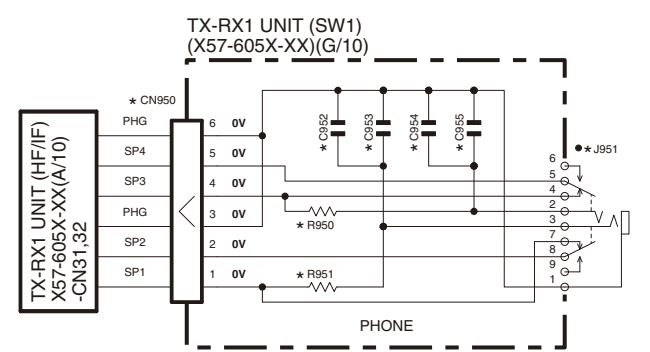 TX-RX1 UNIT (SW1)
(X57-605X-XX)(G/10)
★ CN950
TX-RX1 UNIT (HF/IF)
X57-605X-XX(A/10)
-CN31,32
PHG 6 0V
SP4 5 0V
SP3 4 0V
PHG 3 0V
SP2 2 0V
SP1 1 0V
★ C952
★ C953
★ C954
★ C955
★ R950
★ R951
● ★ J951
6
5
4
2
3
7
8
9
1
PHONE